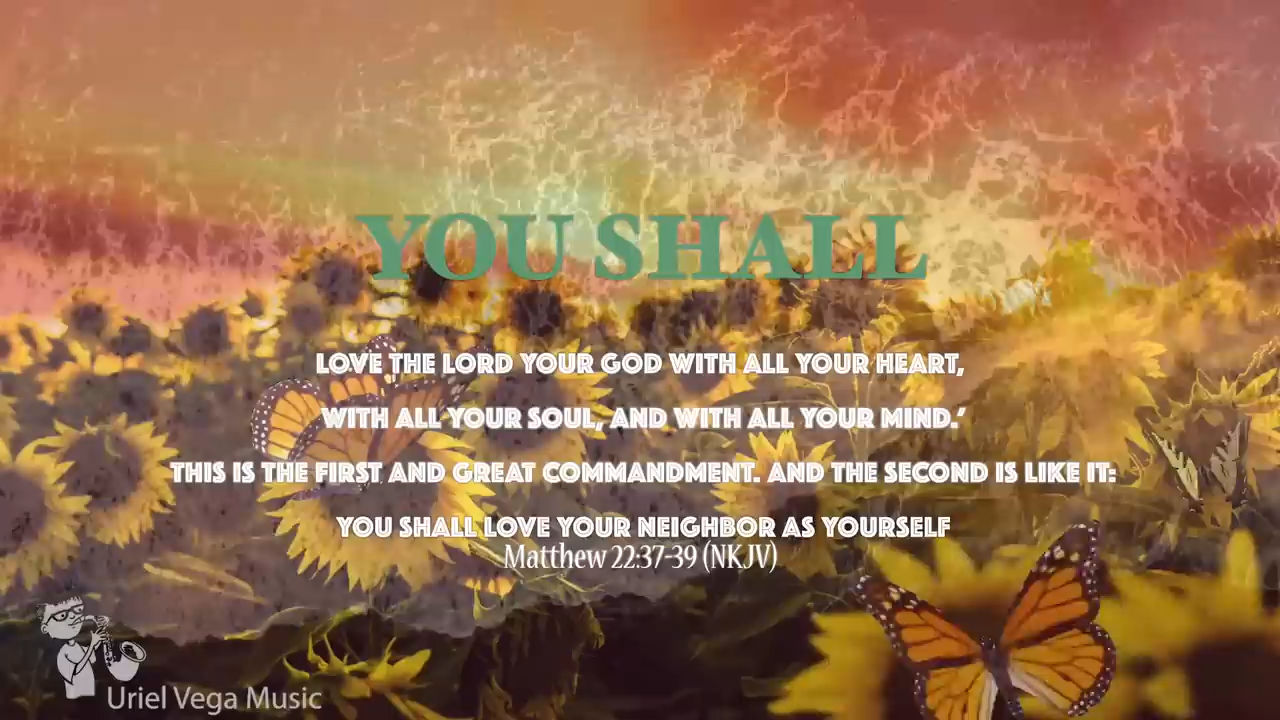 YOU SHALL
LOVE THE LORD YOUR GOD WITH ALL YOUR HEART,
WITH ALL YOUR SOUL, AND WITH ALL YOUR MIND.’
THIS IS THE FIRST AND GREAT COMMANDMENT. AND THE SECOND IS LIKE IT:
YOU SHALL LOVE YOUR NEIGHBOR AS YOURSELF
Matthew 22:37-39 (NKJV)
Uriel Vega Music